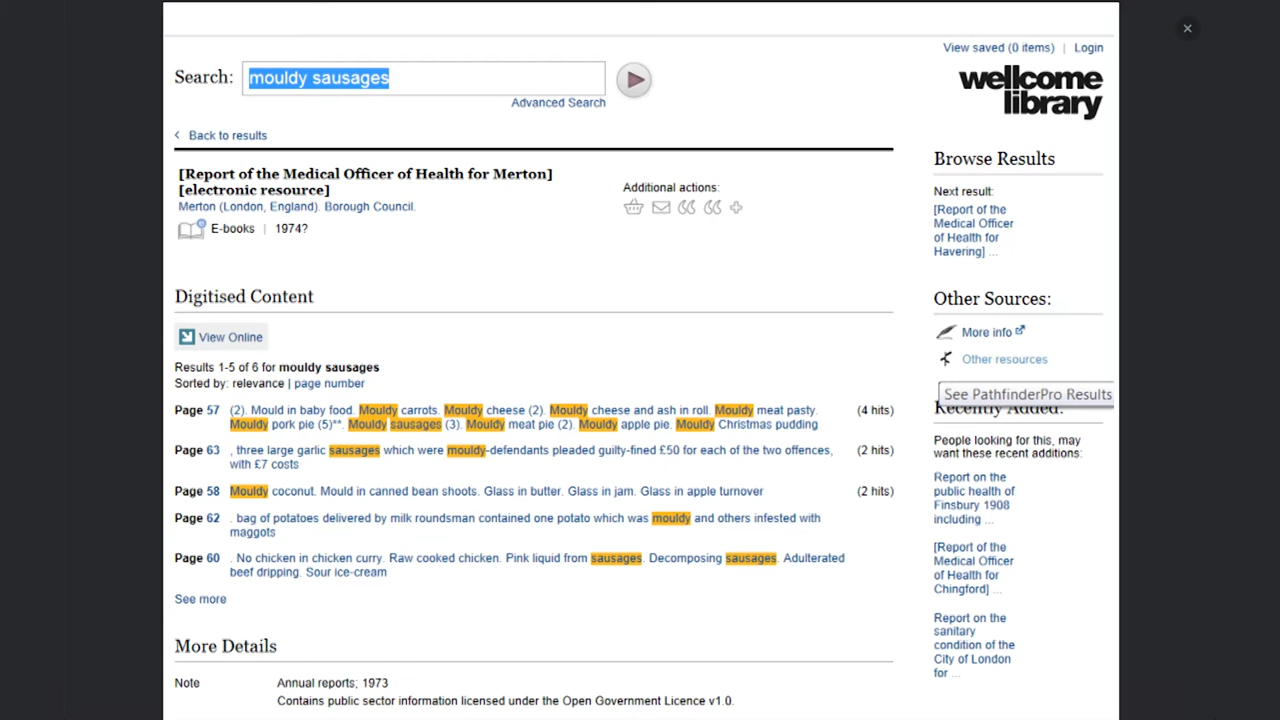 View saved (0 items) | Login
Search: mouldy sausages
Advanced Search
wellcome
library
Back to results
[Report of the Medical Officer of Health for Merton]
[electronic resource]
Merton (London, England). Borough Council.
E-books | 1974?
Additional actions:
Digitised Content
View Online
Results 1-5 of 6 for mouldy sausages
Sorted by: relevance | page number
Page 57 (2). Mould in baby food. Mouldy carrots. Mouldy cheese (2). Mouldy cheese and ash in roll. Mouldy meat pasty. (4 hits)
Mouldy pork pie (5)**. Mouldy sausages (3). Mouldy meat pie (2). Mouldy apple pie. Mouldy Christmas pudding
Page 63 , three large garlic sausages which were mouldy-defendants pleaded guilty-fined £50 for each of the two offences, (2 hits)
with £7 costs
Page 58 Mouldy coconut. Mould in canned bean shoots. Glass in butter. Glass in jam. Glass in apple turnover (2 hits)
Page 62 . bag of potatoes delivered by milk roundsman contained one potato which was mouldy and others infested with
maggots
Page 60 . No chicken in chicken curry. Raw cooked chicken. Pink liquid from sausages. Decomposing sausages. Adulterated
beef dripping. Sour ice-cream
See more
More Details
Note Annual reports; 1973
Contains public sector information licensed under the Open Government Licence v1.0.
Browse Results
Next result:
[Report of the
Medical Officer
of Health for
Havering] ...
Other Sources:
More info
Other resources
See PathfinderPro Results
Recently Added:
People looking for this, may
want these recent additions:
Report on the
public health of
Finsbury 1908
including ...
[Report of the
Medical Officer
of Health for
Chingford] ...
Report on the
sanitary
condition of the
City of London
for ...